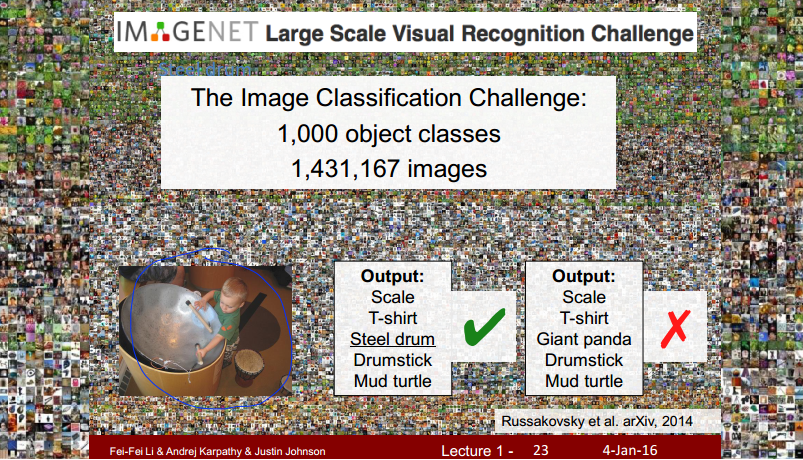 IMAGENET Large Scale Visual Recognition Challenge
Steel drum
The Image Classification Challenge:
1,000 object classes
1,431,167 images
Output:
Scale
T-shirt
Steel drum
Drumstick
Mud turtle
Output:
Scale
T-shirt
Giant panda
Drumstick
Mud turtle
Russakovsky et al. arXiv, 2014
Fei-Fei Li & Andrej Karpathy & Justin Johnson
Lecture 1 - 23 4-Jan-16